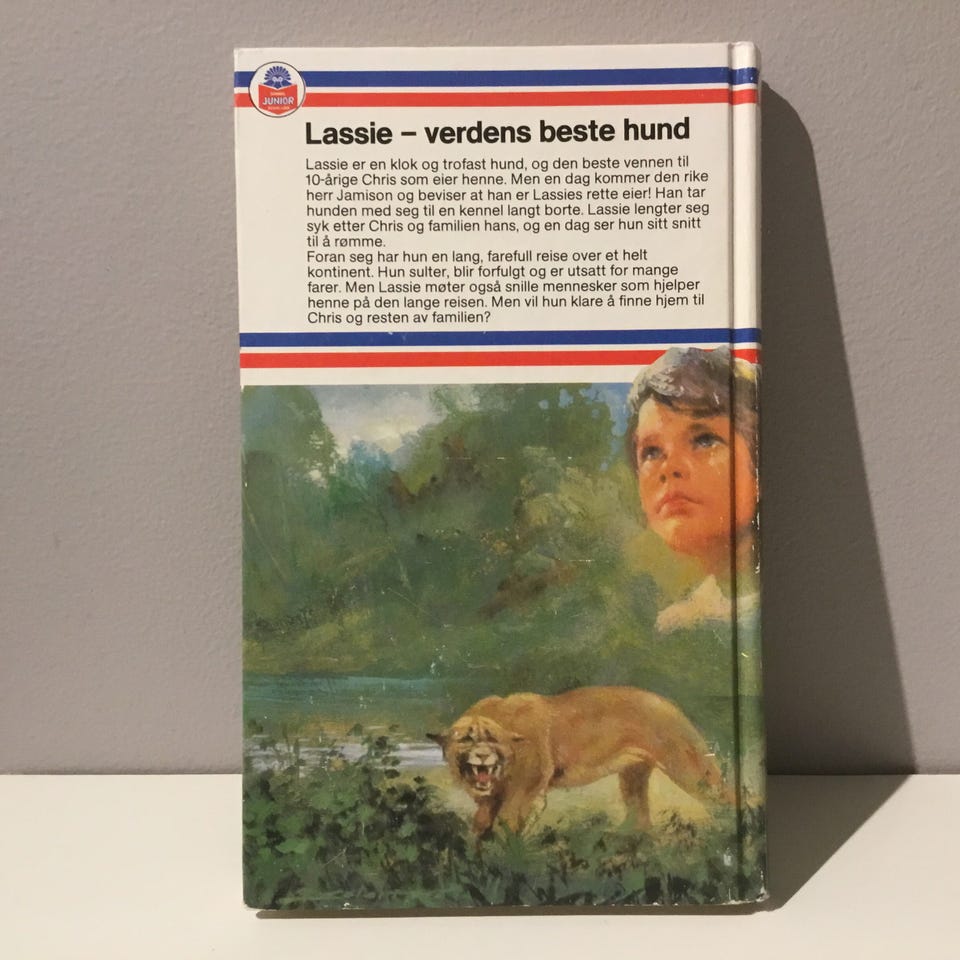 JUNIOR
Lassie – verdens beste hund
Lassie er en klok og trofast hund, og den beste vennen til
10-årige Chris som eier henne. Men en dag kommer den rike
herr Jamison og beviser at han er Lassies rette eier! Han tar
hunden med seg til en kennel langt borte. Lassie lengter seg
syk etter Chris og familien hans, og en dag ser hun sitt snitt
til å rømme.
Foran seg har hun en lang, farefull reise over et helt
kontinent. Hun sulter, blir forfulgt og er utsatt for mange
farer. Men Lassie møter også snille mennesker som hjelper
henne på den lange reisen. Men vil hun klare å finne hjem til
Chris og resten av familien?